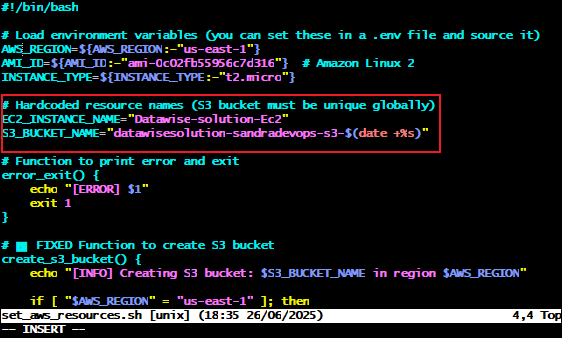 #!/bin/bash
# Load environment variables (you can set these in a .env file and source it)
AWS_REGION=${AWS_REGION:-"us-east-1"}
AMI_ID=${AMI_ID:-"ami-0c02fb55956c7d316"}  # Amazon Linux 2
INSTANCE_TYPE=${INSTANCE_TYPE:-"t2.micro"}
# Hardcoded resource names (S3 bucket must be unique globally)
EC2_INSTANCE_NAME="Datawise-solution-Ec2"
S3_BUCKET_NAME="datawisesolution-sandradevops-s3-$(date +%s)"
# Function to print error and exit
error_exit() {
    echo "[ERROR] $1"
    exit 1
}
# FIXED Function to create S3 bucket
create_s3_bucket() {
    echo "[INFO] Creating S3 bucket: $S3_BUCKET_NAME in region $AWS_REGION"
    if [ "$AWS_REGION" = "us-east-1" ]; then
set_aws_resources.sh [unix] (18:35 26/06/2025) 4,4 Top
-- INSERT --